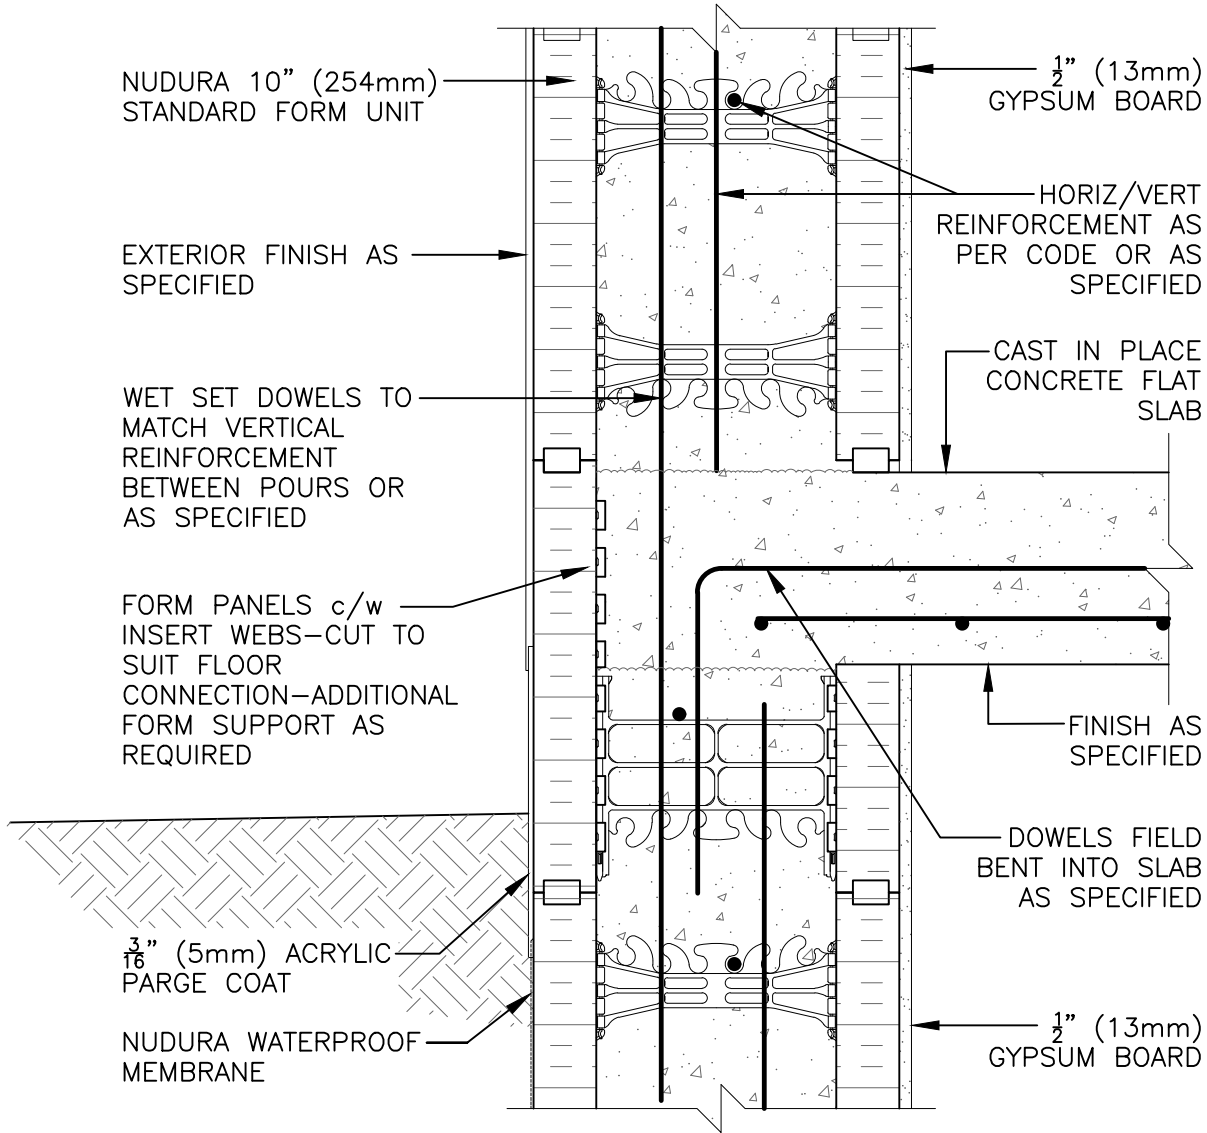 NUDURA 10" (254mm)
STANDARD FORM UNIT
EXTERIOR FINISH AS
SPECIFIED
WET SET DOWELS TO
MATCH VERTICAL
REINFORCEMENT
BETWEEN POURS OR
AS SPECIFIED
FORM PANELS c/w
INSERT WEBS-CUT TO
SUIT FLOOR
CONNECTION-ADDITIONAL
FORM SUPPORT AS
REQUIRED
3/16" (5mm) ACRYLIC
PARGE COAT
NUDURA WATERPROOF
MEMBRANE
1/2" (13mm)
GYPSUM BOARD
HORIZ/VERT
REINFORCEMENT AS
PER CODE OR AS
SPECIFIED
CAST IN PLACE
CONCRETE FLAT
SLAB
FINISH AS
SPECIFIED
DOWELS FIELD
BENT INTO SLAB
AS SPECIFIED
1/2" (13mm)
GYPSUM BOARD